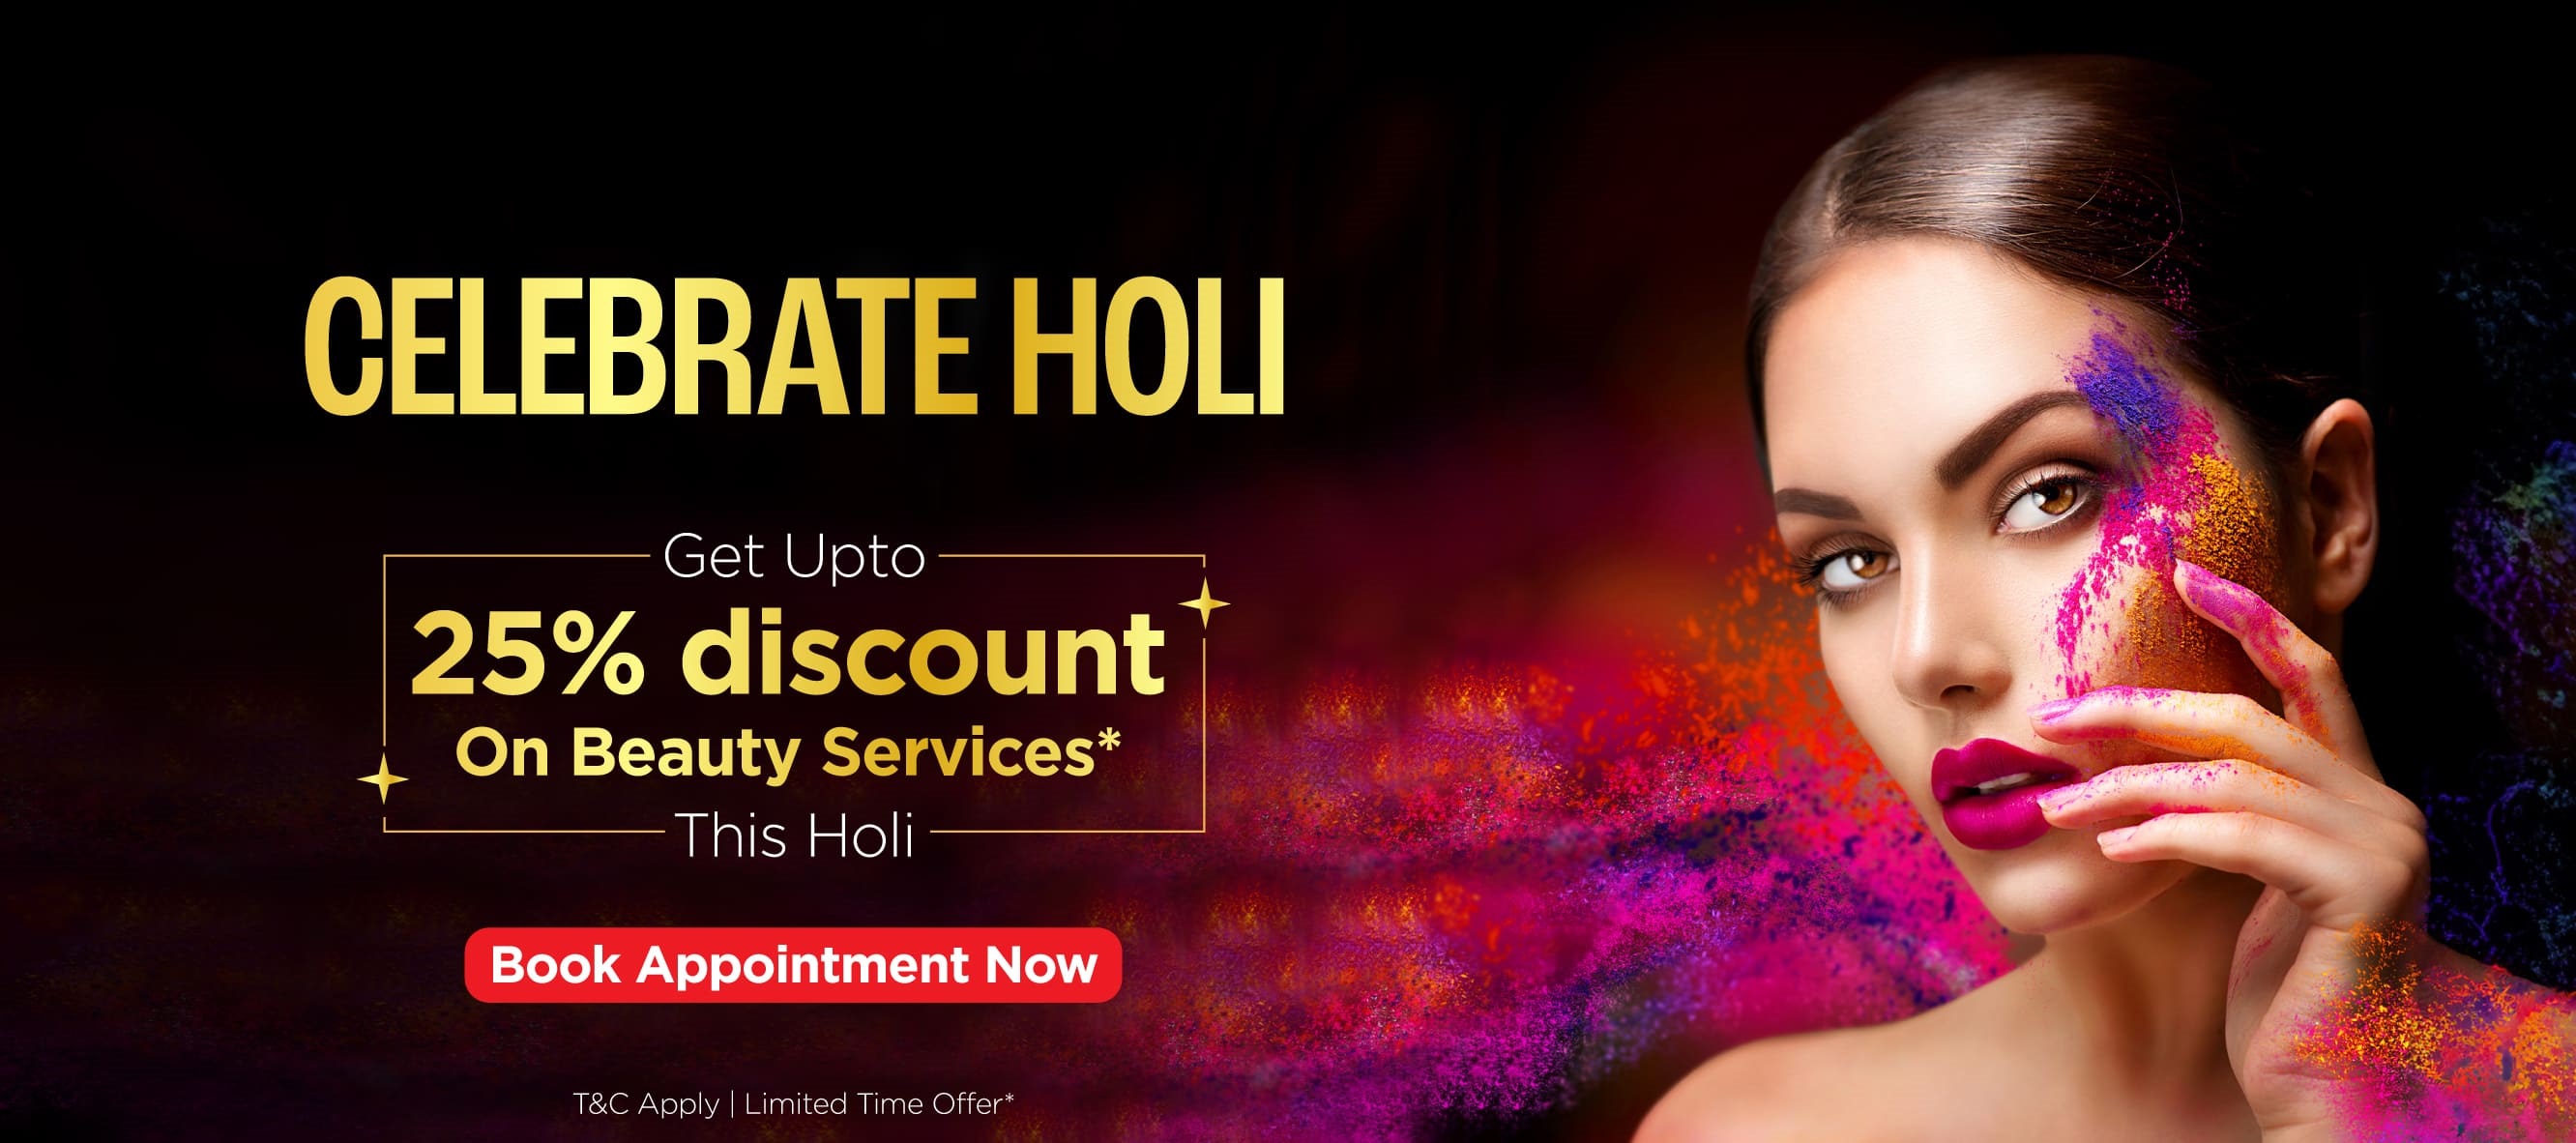 CELEBRATE HOLI
Get Upto
25% discount
On Beauty Services*
This Holi
Book Appointment Now
T&C Apply | Limited Time Offer*